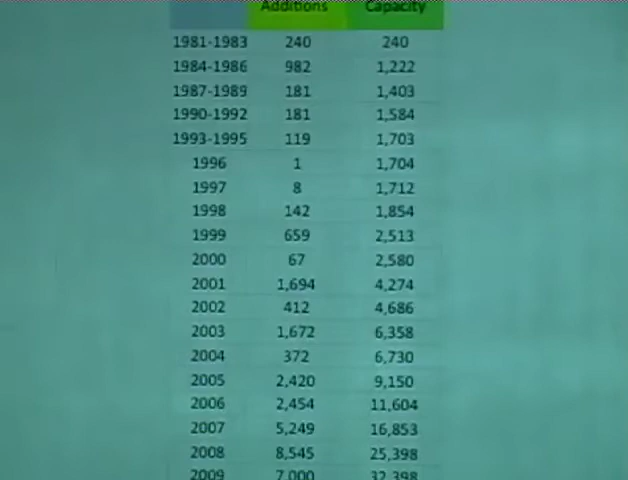 Additions Capacity
1981-1983 240 240
1984-1986 982 1,222
1987-1989 181 1,403
1990-1992 181 1,584
1993-1995 119 1,703
1996 1 1,704
1997 8 1,712
1998 142 1,854
1999 659 2,513
2000 67 2,580
2001 1,694 4,274
2002 412 4,686
2003 1,672 6,358
2004 372 6,730
2005 2,420 9,150
2006 2,454 11,604
2007 5,249 16,853
2008 8,545 25,398
2009 7,000 32,398